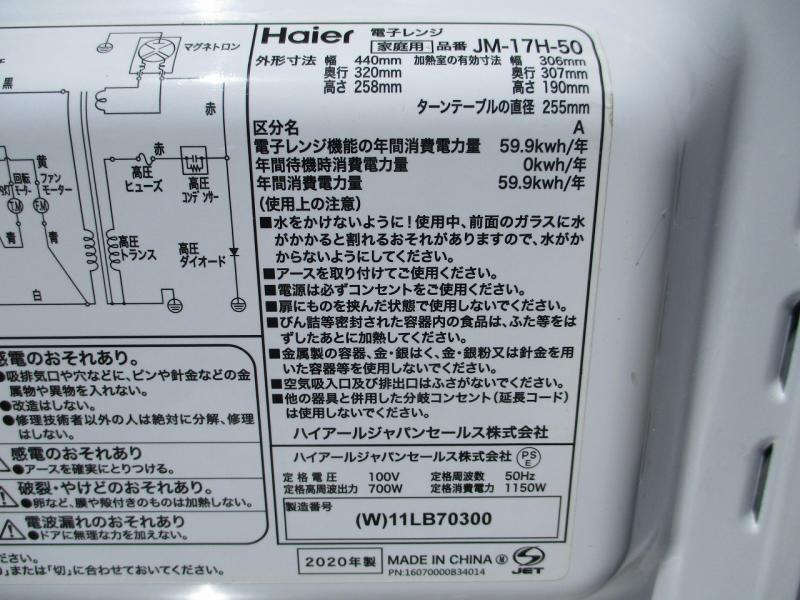 Haier 電子レンジ
家庭用 品番 JM-17H-50
外形寸法 幅 440mm 加熱室の有効寸法 幅 306mm
奥行 320mm 奥行 307mm
高さ 258mm 高さ 190mm
ターンテーブルの直径 255mm
区分名 A
電子レンジ機能の年間消費電力量 59.9kwh/年
年間待機時消費電力量 0kwh/年
年間消費電力量 59.9kwh/年
(使用上の注意)
■水をかけないように!使用中、前面のガラスに水
がかかると割れるおそれがありますので、水がか
からないようにしてください。
■アースを取り付けてご使用ください。
■電源は必ずコンセントをご使用ください。
■扉にものを挟んだ状態で使用しないでください。
■びん詰等密封された容器内の食品は、ふた等をは
ずしたあとに加熱してください。
■金属製の容器、金・銀はく、金・銀粉又は針金を用
いた容器等を使用しないでください。
■空気吸入口及び排出口はふさがないでください。
■他の器具と併用した分岐コンセント(延長コード)
は使用しないでください。
ハイアールジャパンセールス株式会社
ハイアールジャパンセールス株式会社 PSE
定格電圧 100V 定格周波数 50Hz
定格高周波出力 700W 定格消費電力 1150W
製造番号
(W)11LB70300
2020年製 MADE IN CHINA JET
PN:16070000B34014
マグネトロン
黒
赤
赤
黄
回転
モーター
ファン
モーター
T.M
F.M
高圧
ヒューズ
高圧
コンデンサー
青
青
高圧
トランス
高圧
ダイオード
白
感電のおそれあり。
●吸排気口や穴などに、ピンや針金などの金
属物や異物を入れない。
●改造はしない。
●修理技術者以外の人は絶対に分解、修理
はしない。
感電のおそれあり
●アースを確実にとりつける。
破裂・やけどのおそれあり。
●卵など、膜や殻付きのものは加熱しない。
電波漏れのおそれあり
●ドアに無理な力を加えない。
ださい。
または「切」に合わせておいてください。